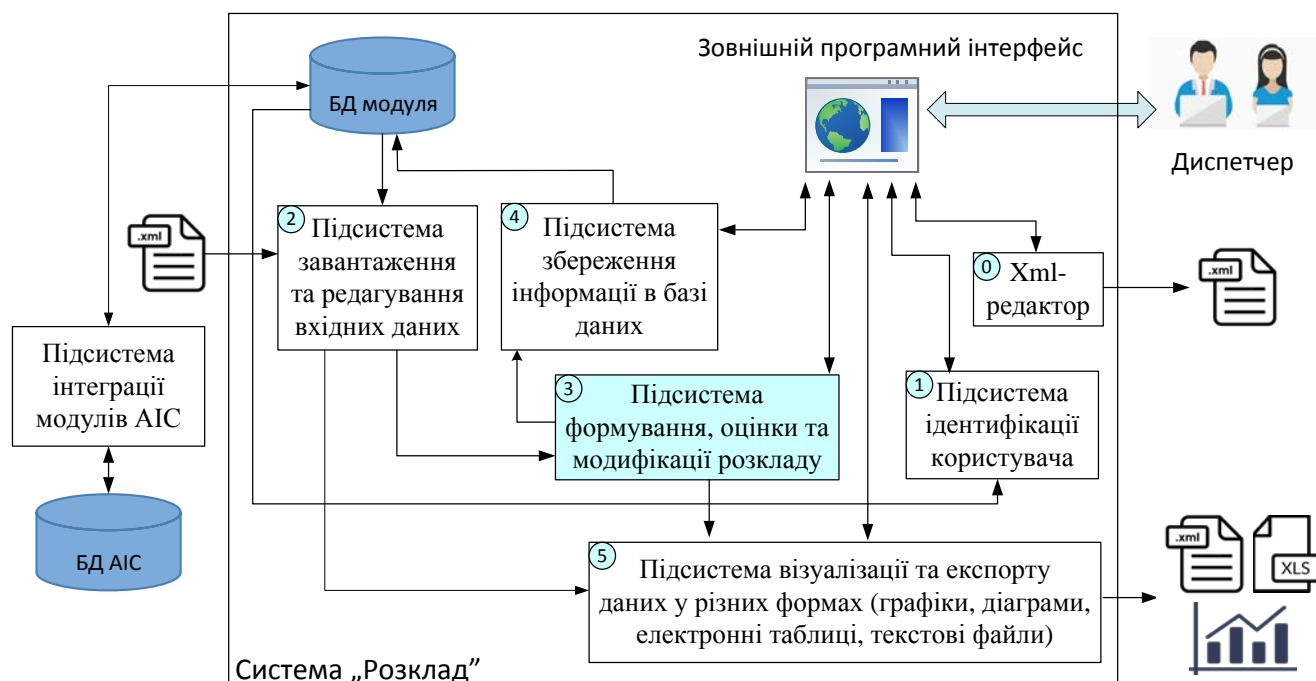 Зовнішній програмний інтерфейс
БД модуля
Диспетчер
.xml
2
Підсистема
завантаження
та редагування
вхідних даних
4
Підсистема
збереження
інформації в базі
даних
0
Xml-
редактор
.xml
Підсистема
інтеграції
модулів АІС
3
Підсистема
формування, оцінки та
модифікації розкладу
1
Підсистема
ідентифікації
користувача
БД АІС
5
Підсистема візуалізації та експорту
даних у різних формах (графіки, діаграми,
електронні таблиці, текстові файли)
.xml
XLS
Система „Розклад”